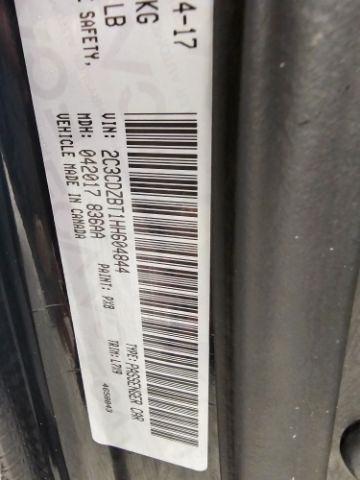 4-17
KG
LB
E SAFETY,
VIN: 2C3CDZBT1HH604844
TYPE: PASSENGER CAR
MDH: 042017 836AA
PAINT: PXB
TRIM: L7X9
VEHICLE MADE IN CANADA